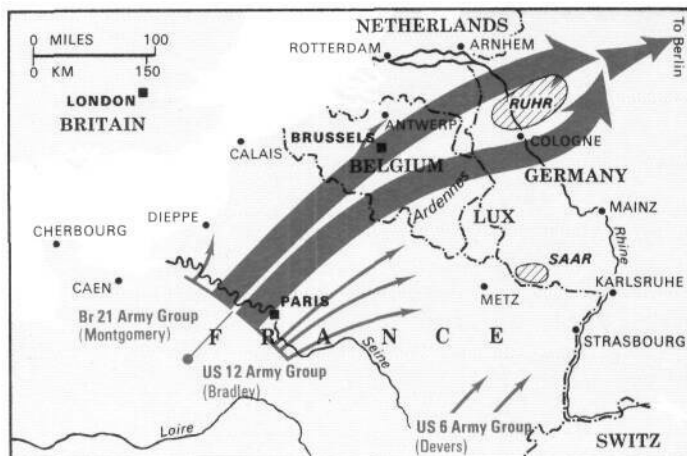 0 MILES 100
0 KM 150
NETHERLANDS
ROTTERDAM
ARNHEM
To Berlin
LONDON
BRITAIN
RUHR
ANTWERP
BRUSSELS
BELGIUM
COLOGNE
CALAIS
GERMANY
Ardennes
DIEPPE
LUX
MAINZ
CHERBOURG
Rhine
SAAR
CAEN
PARIS
METZ
KARLSRUHE
Br 21 Army Group
(Montgomery)
FRANCE
STRASBOURG
Seine
US 12 Army Group
(Bradley)
US 6 Army Group
(Devers)
Loire
SWITZ